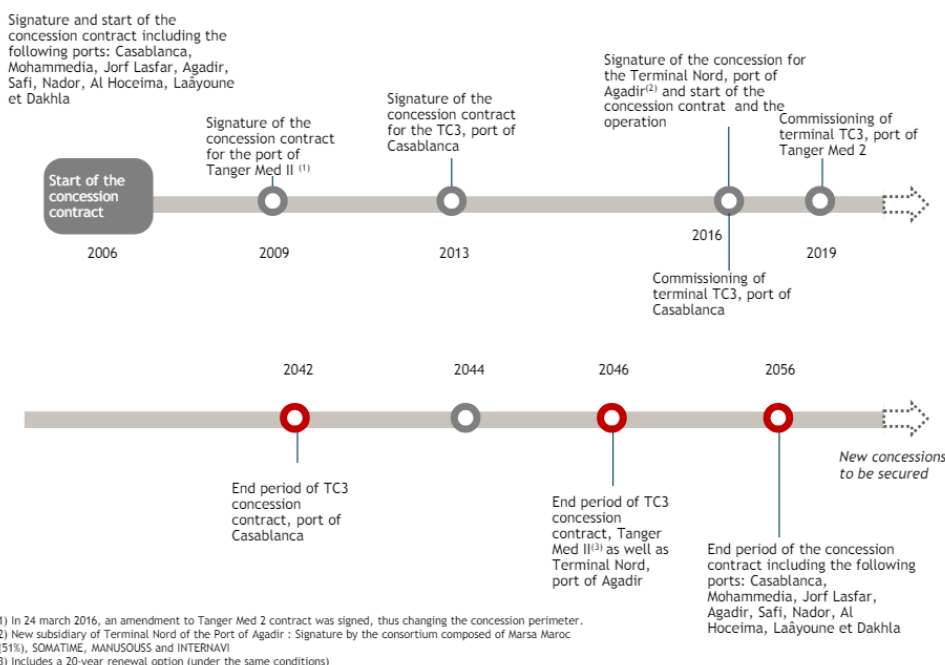 Signature and start of the
concession contract including the
following ports: Casablanca,
Mohammedia, Jorf Lasfar, Agadir,
Safi, Nador, Al Hoceima, Laâyoune
et Dakhla
Signature of the
concession contract
for the port of
Tanger Med II (1)
Signature of the
concession contract
for the TC3, port of
Casablanca
Signature of the concession for
the Terminal Nord, port of
Agadir(2) and start of the
concession contrat and the
operation
Commissioning of
terminal TC3, port of
Tanger Med 2
Start of the
concession
contract
2006
2009
2013
2016
2019
Commissioning of
terminal TC3, port of
Casablanca
2042
2044
2046
2056
New concessions
to be secured
End period of TC3
concession
contract, port of
Casablanca
End period of TC3
concession
contract, Tanger
Med II(3) as well as
Terminal Nord,
port of Agadir
End period of the concession
contract including the following
ports: Casablanca,
Mohammedia, Jorf Lasfar,
Agadir, Safi, Nador, Al
Hoceima, Laâyoune et Dakhla
1) In 24 march 2016, an amendment to Tanger Med 2 contract was signed, thus changing the concession perimeter.
2) New subsidiary of Terminal Nord of the Port of Agadir : Signature by the consortium composed of Marsa Maroc
(51%), SOMATIME, MANUSOUSS and INTERNAVI
3) Includes a 20-year renewal option (under the same conditions)